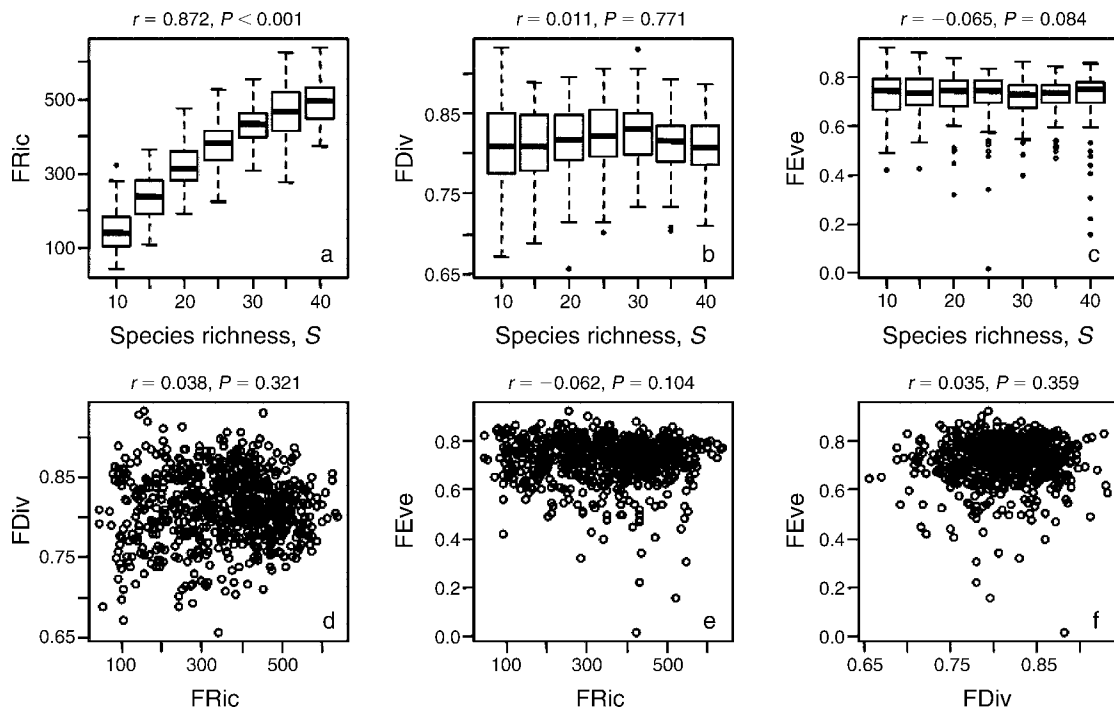 r = 0.872, P < 0.001
FRic
500
300
100
a
10 20 30 40
Species richness, S
r = 0.011, P = 0.771
FDiv
0.85
0.75
0.65
b
10 20 30 40
Species richness, S
r = −0.065, P = 0.084
FEve
0.8
0.6
0.4
0.2
0.0
c
10 20 30 40
Species richness, S
r = 0.038, P = 0.321
FDiv
0.85
0.75
0.65
d
100 300 500
FRic
r = −0.062, P = 0.104
FEve
0.8
0.6
0.4
0.2
0.0
e
100 300 500
FRic
r = 0.035, P = 0.359
FEve
0.8
0.6
0.4
0.2
0.0
f
0.65 0.75 0.85
FDiv